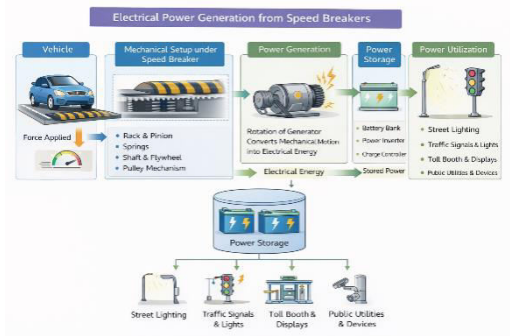 Electrical Power Generation from Speed Breakers
Vehicle
Force Applied
Mechanical Setup under
Speed Breaker
Rack & Pinion
Springs
Shaft & Flywheel
Pulley Mechanism
Power Generation
Rotation of Generator
Converts Mechanical Motion
into Electrical Energy
Power
Storage
Battery Bank
Power Inverter
Charge Controller
Power Utilization
Street Lighting
Traffic Signals & Lights
Toll Booth & Displays
Public Utilities & Devices
Electrical Energy
Stored Power
Power Storage
Street Lighting
Traffic Signals
& Lights
Toll Booth &
Displays
Public Utilities
& Devices